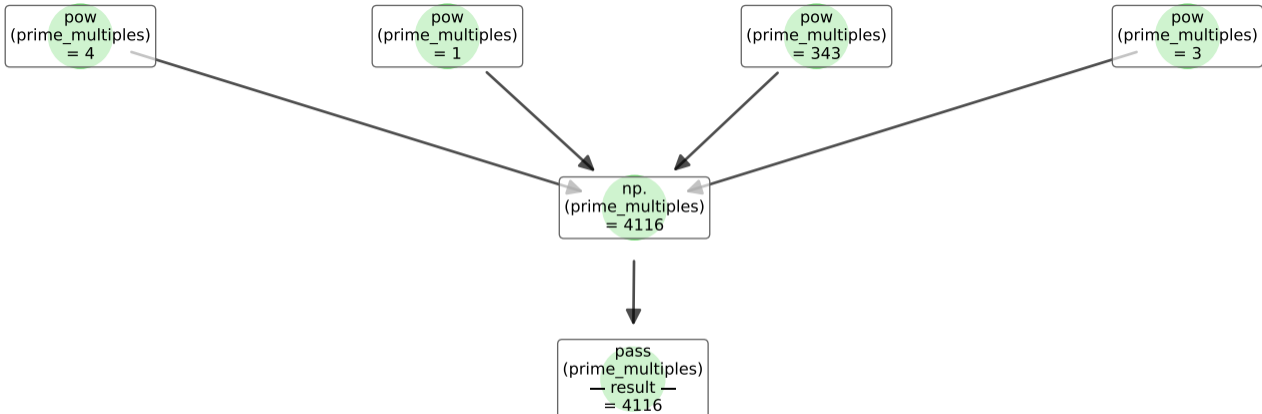 pow
(prime_multiples)
= 4
pow
(prime_multiples)
= 1
pow
(prime_multiples)
= 343
pow
(prime_multiples)
= 3
np.
(prime_multiples)
= 4116
pass
(prime_multiples)
— result —
= 4116